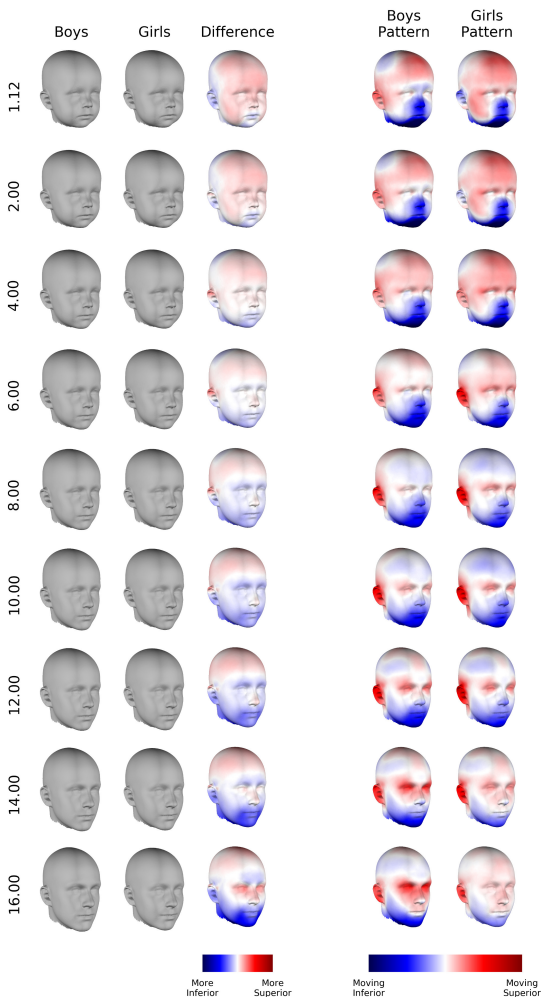 Boys
Girls
Difference
Boys
Pattern
Girls
Pattern
1.12
2.00
4.00
6.00
8.00
10.00
12.00
14.00
16.00
More
Inferior
More
Superior
Moving
Inferior
Moving
Superior